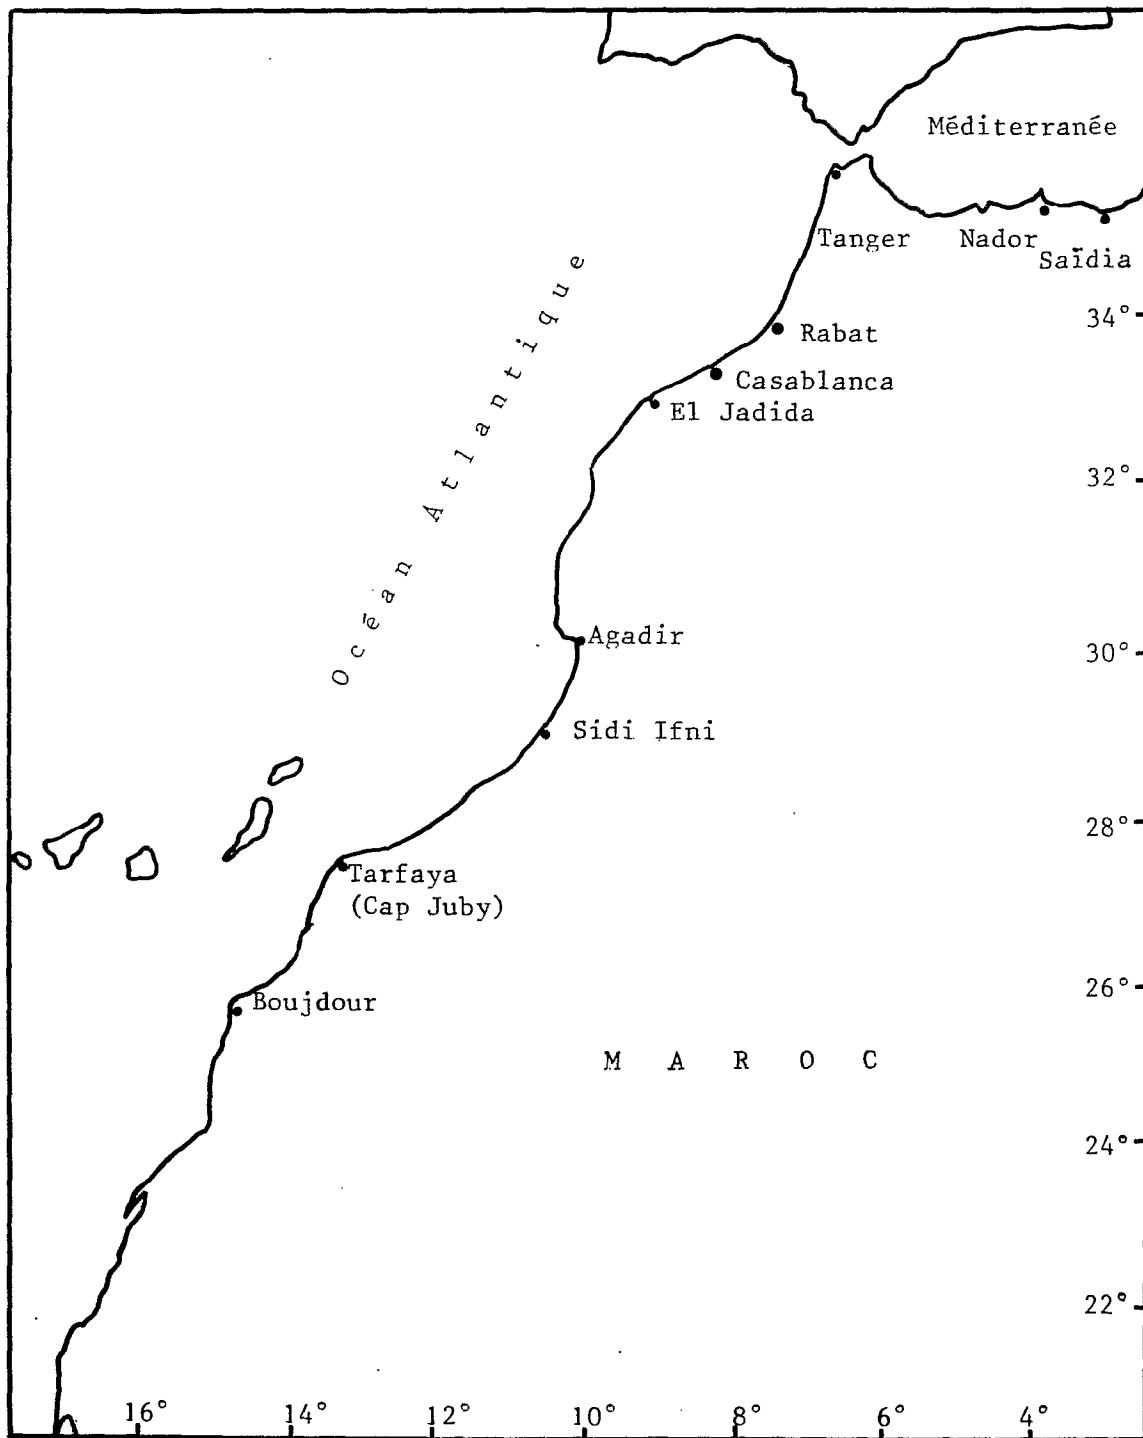 Méditerranée
Tanger
Nador
Saïdia
34°
Rabat
Casablanca
El Jadida
Océan Atlantique
32°
Agadir
30°
Sidi Ifni
28°
Tarfaya
(Cap Juby)
26°
Boujdour
MAROC
24°
22°
16° 14° 12° 10° 8° 6° 4°